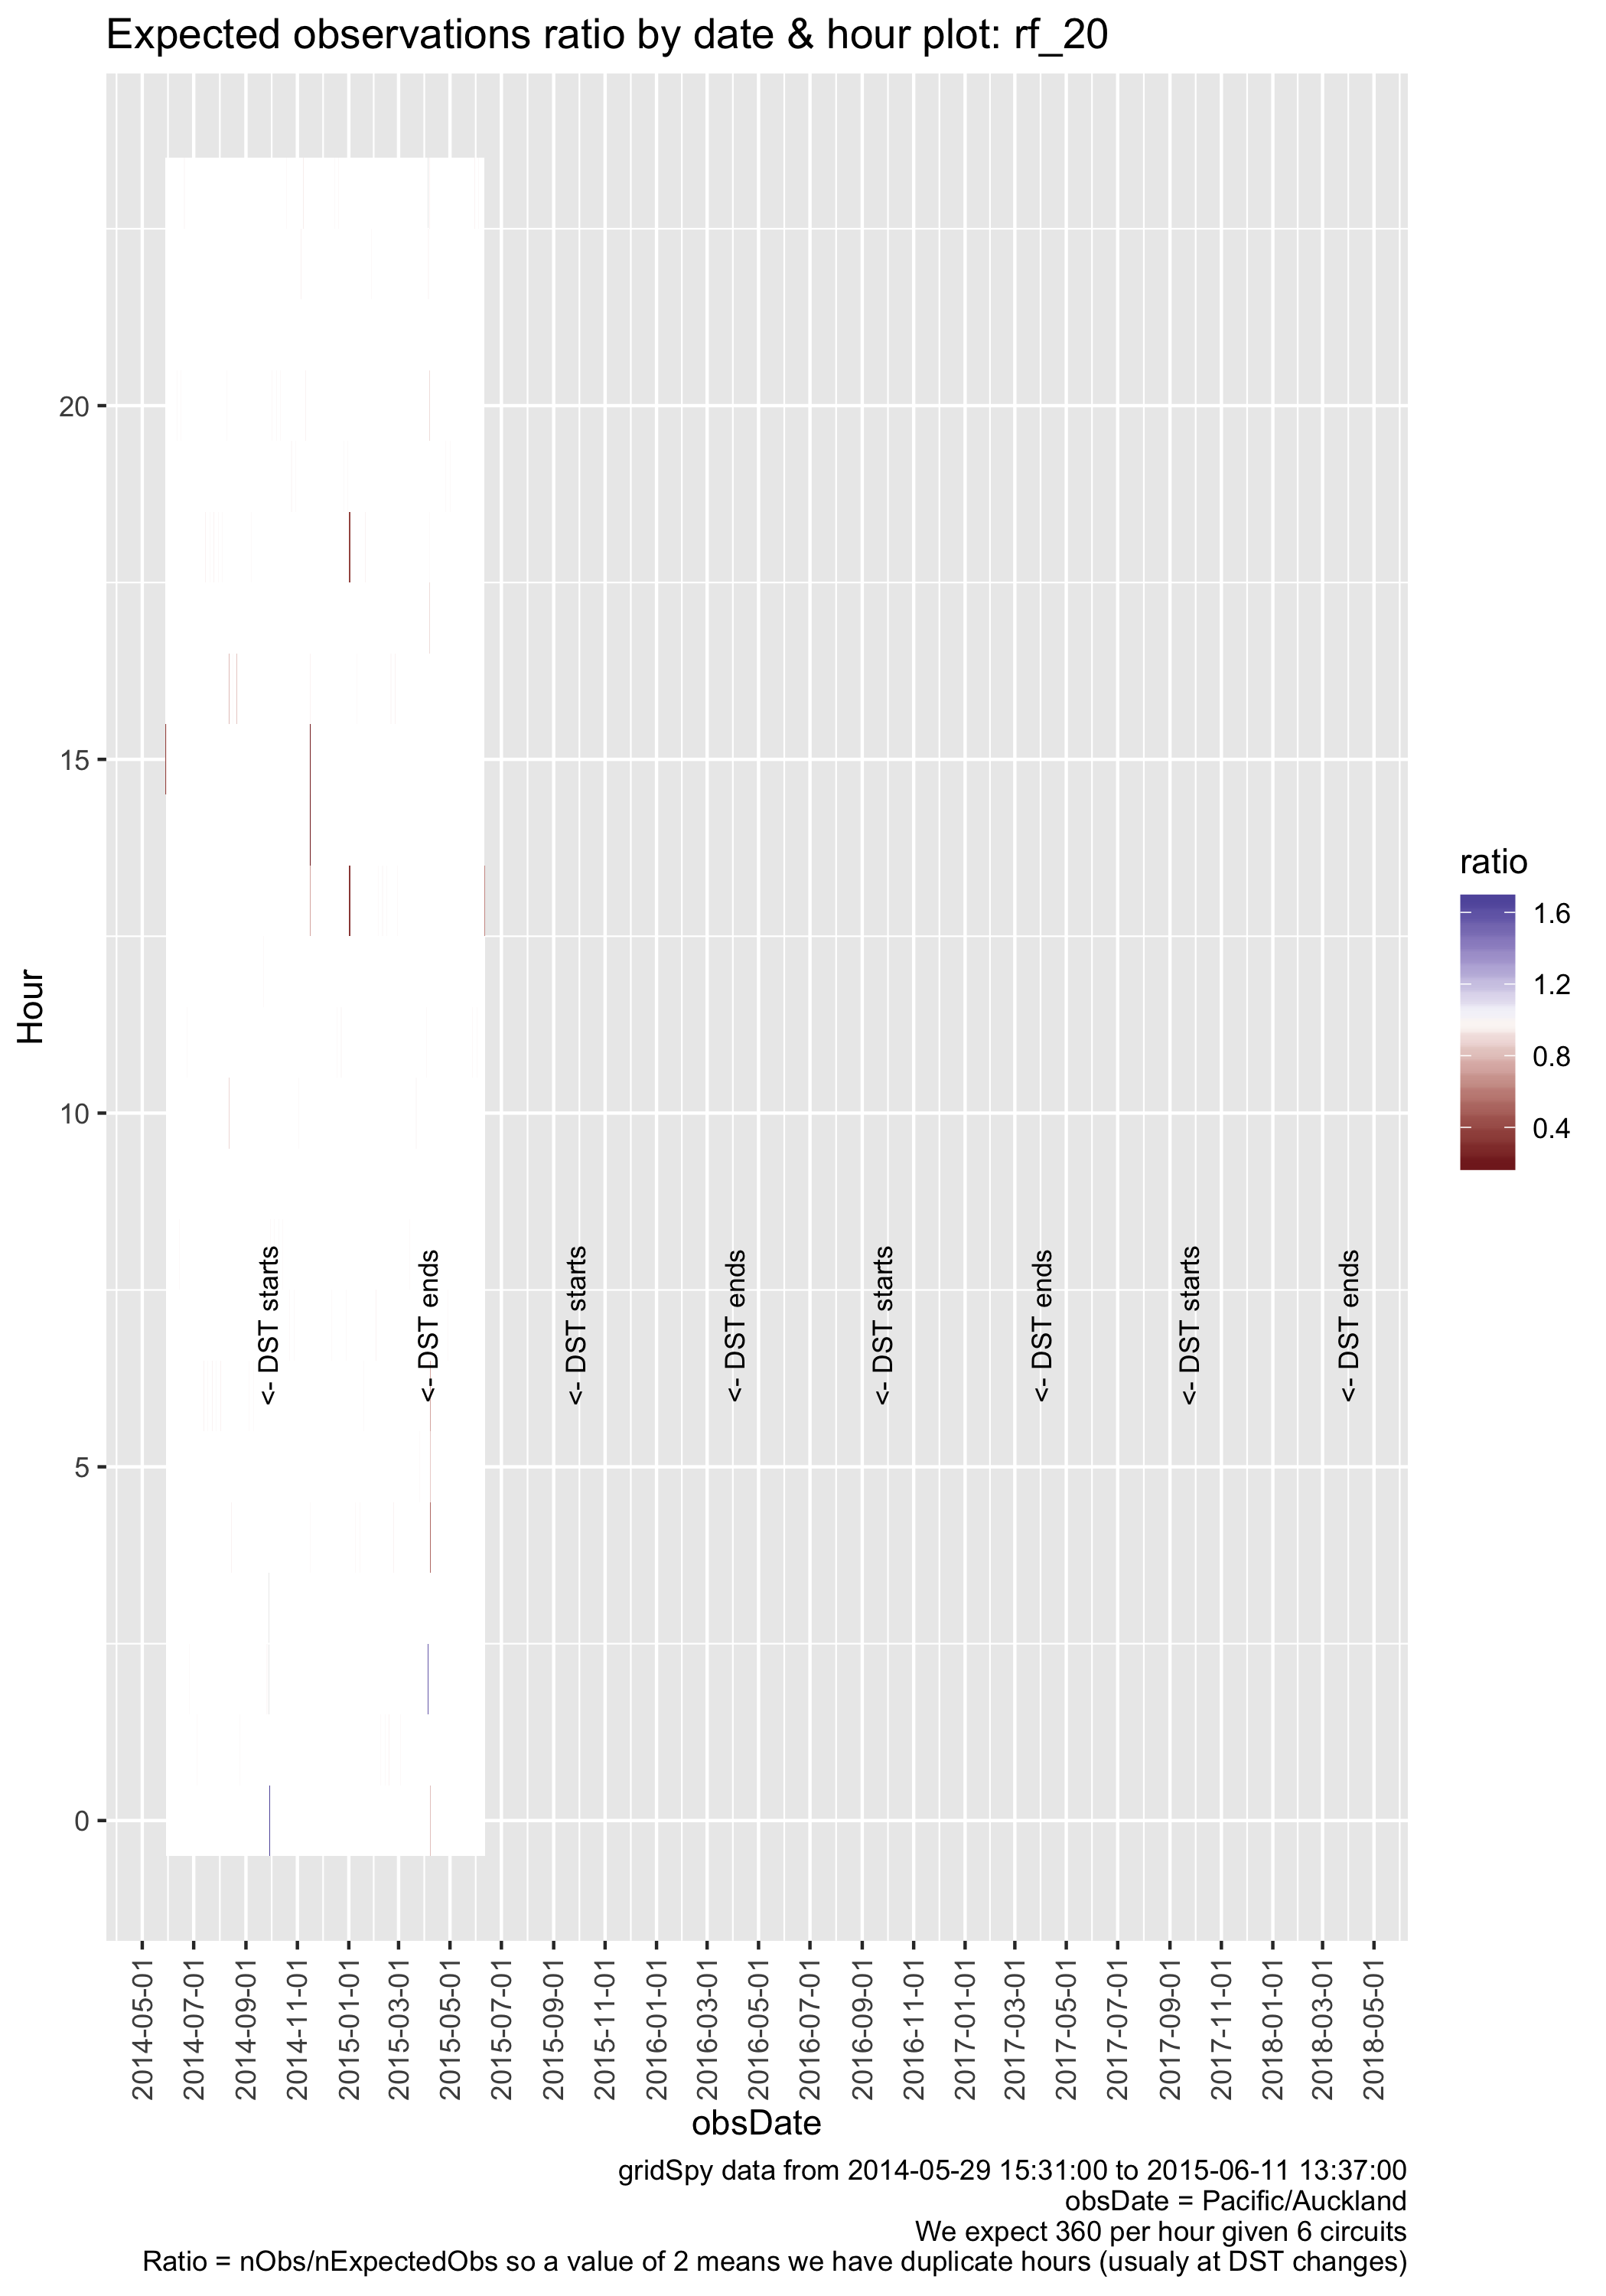 Expected observations ratio by date & hour plot: rf_20
20
15
10
5
0
Hour
<- DST starts
<- DST ends
<- DST starts
<- DST ends
<- DST starts
<- DST ends
<- DST starts
<- DST ends
ratio
1.6
1.2
0.8
0.4
2014-05-01
2014-07-01
2014-09-01
2014-11-01
2015-01-01
2015-03-01
2015-05-01
2015-07-01
2015-09-01
2015-11-01
2016-01-01
2016-03-01
2016-05-01
2016-07-01
2016-09-01
2016-11-01
2017-01-01
2017-03-01
2017-05-01
2017-07-01
2017-09-01
2017-11-01
2018-01-01
2018-03-01
2018-05-01
obsDate
gridSpy data from 2014-05-29 15:31:00 to 2015-06-11 13:37:00
obsDate = Pacific/Auckland
We expect 360 per hour given 6 circuits
Ratio = nObs/nExpectedObs so a value of 2 means we have duplicate hours (usualy at DST changes)